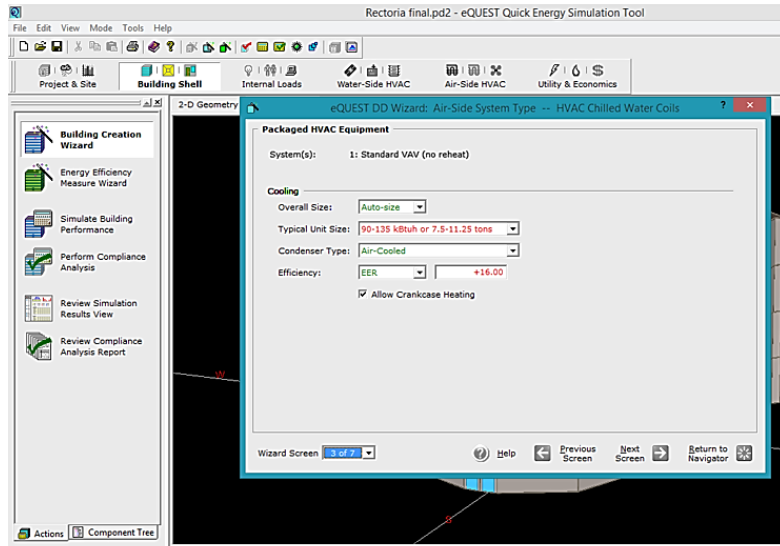 Rectoria final.pd2 - eQUEST Quick Energy Simulation Tool
File Edit View Mode Tools Help
Project & Site
Building Shell
Internal Loads
Water-Side HVAC
Air-Side HVAC
Utility & Economics
2-D Geometry
Building Creation
Wizard
Energy Efficiency
Measure Wizard
Simulate Building
Performance
Perform Compliance
Analysis
Review Simulation
Results View
Review Compliance
Analysis Report
Actions
Component Tree
eQUEST DD Wizard: Air-Side System Type -- HVAC Chilled Water Coils
? ×
Packaged HVAC Equipment
System(s): 1: Standard VAV (no reheat)
Cooling
Overall Size: Auto-size
Typical Unit Size: 90-135 kBtuh or 7.5-11.25 tons
Condenser Type: Air-Cooled
Efficiency: EER +16.00
Allow Crankcase Heating
Wizard Screen 3 of 7
Help
Previous
Screen
Next
Screen
Return to
Navigator
W
S